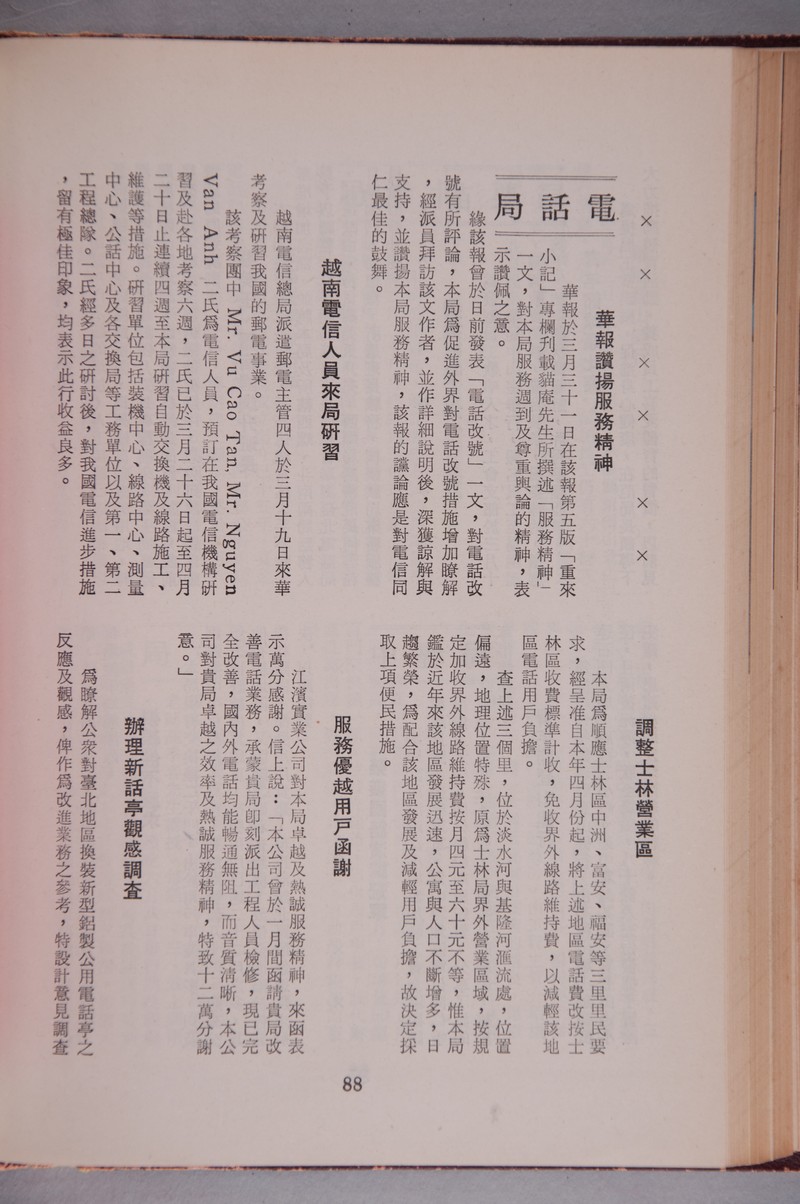 ×　×　×　×　×　×
電話局
華報讚揚服務精神
華報於三月三十一日在該報第五版「重來
小記」專欄刋載貓庵先生所撰述「服務精神」
一文，對本局服務週到及尊重輿論的精神，表
示讚佩之意。
緣該報曾於日前發表「電話改號」一文，對電話改
號有所評論，本局為促進外界對電話改號措施增加瞭解
，經派員拜訪該文作者，並作詳細說明後，深獲諒解與
支持，並讚揚本局服務精神，該報的讜論應是對電信同
仁最佳的鼓舞。
越南電信人員來局硏習
越南電信總局派遣郵電主管四人於三月十九日來華
考察及硏習我國的郵電事業。
該考察團中 Mr. Vu Cao Tan, Mr. Nguyen
Van Anh 二氏為電信人員，預訂在我國電信機構硏
習及赴各地考察六週，二氏已於三月二十六日起至四月
二十日止連續四週至本局硏習自動交換機及線路施工、
維護等措施。硏習單位包括裝機中心、線路中心、測量
中心、公話中心及各交換局等工務單位以及第一、第二
工程總隊。二氏經多日之硏討後，對我國電信進步措施
，留有極佳印象，均表示此行收益良多。
調整士林營業區
本局為順應士林區中洲、富安、福安等三里里民要
求，經呈准自本年四月份起，將上述地區電話費改按士
林區收費標準計收，免收界外線路維持費，以減輕該地
區電話用戶負擔。
查上述三個里，位於淡水河與基隆河滙流處，位置
偏遠，地理位置特殊，原為士林局界外營業區域，按規
定加收界外線路維持費按月四元至六十元不等，惟本局
鑑於近年來該地區發展迅速，公寓與人口不斷增多，日
趨繁榮，為配合該地區發展及減輕用戶負擔，故決定採
取上項便民措施。
服務優越用戶函謝
江濱實業公司對本局卓越及熱誠服務精神，來函表
示萬分感謝。信上說：「本公司曾於一月間函請貴局改
善電話業務，承蒙貴局卽刻派出工程人員檢修，現已完
全改善，國內外電話均能暢通無阻，而音質清晰，本公
司對貴局卓越之效率及熱誠服務精神，特致十二萬分謝
意。」
辦理新話亭觀感調査
為瞭解公衆對臺北地區換裝新型鋁製公用電話亭之
反應及觀感，俾作為改進業務之參考，特設計意見調査
88